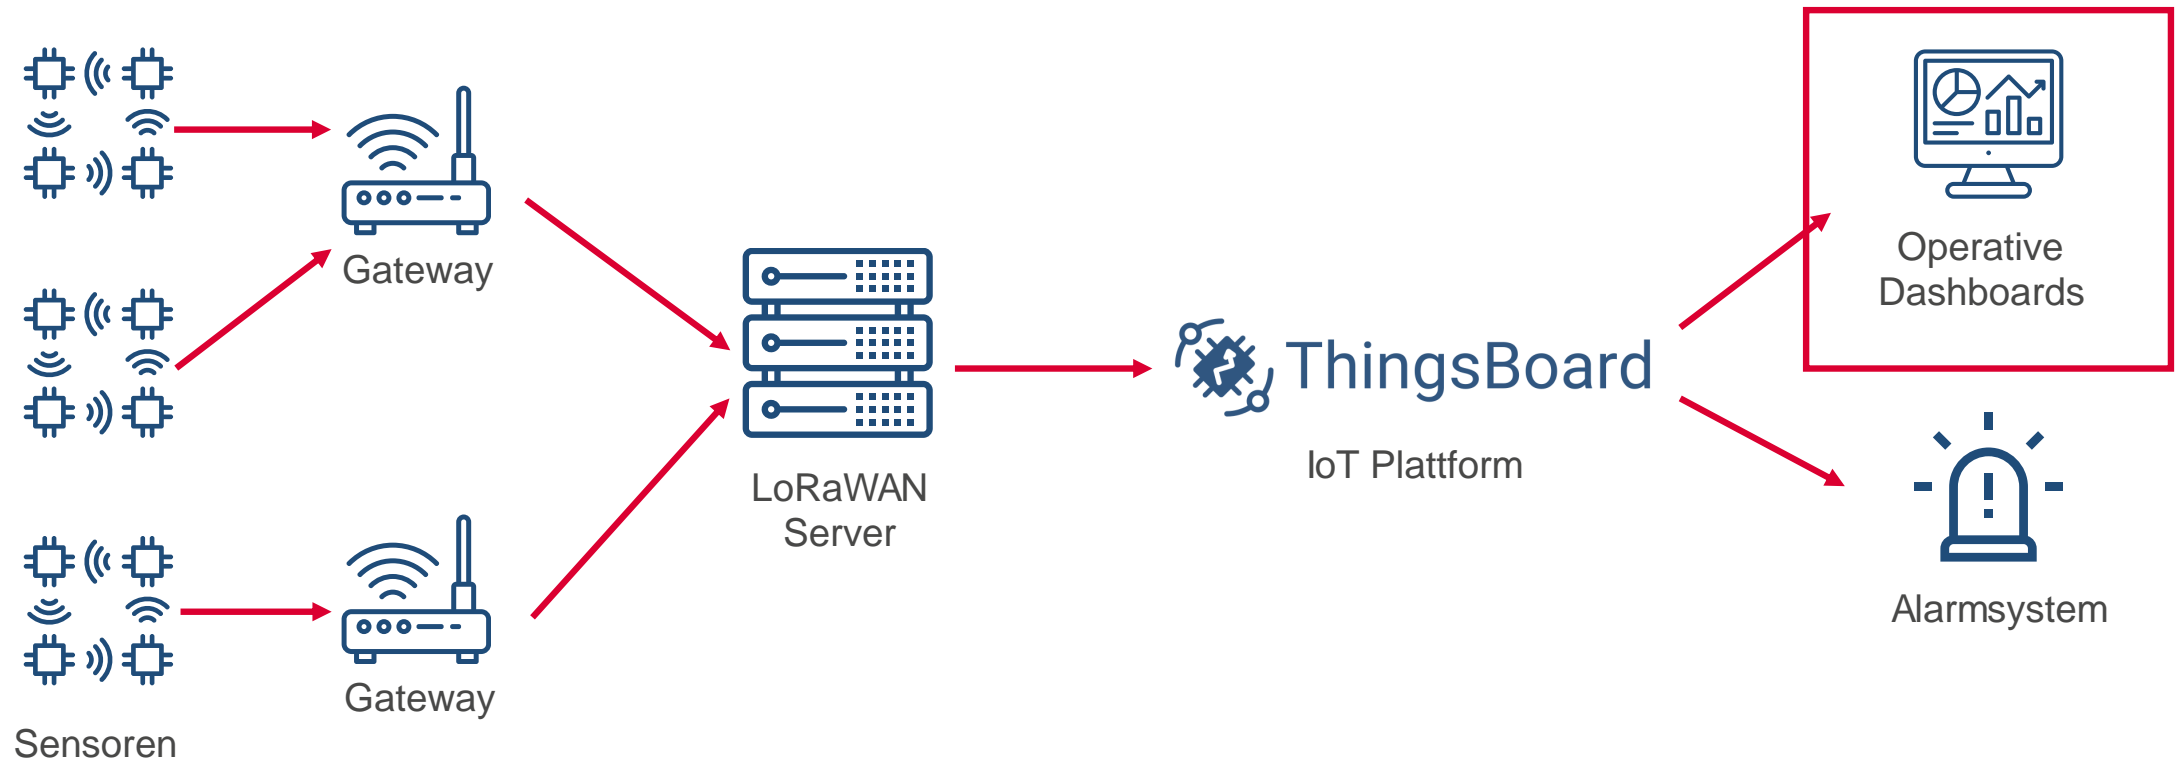 Gateway
Operative
Dashboards
ThingsBoard
IoT Plattform
LoRaWAN
Server
Alarmsystem
Gateway
Sensoren